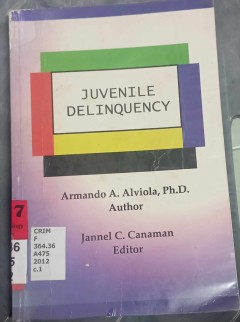 JUVENILE
DELINQUENCY
Armando A. Alviola, Ph.D.
Author
Jannel C. Canaman
Editor
7
CRIM
F
364.36
A475
2012
c.1